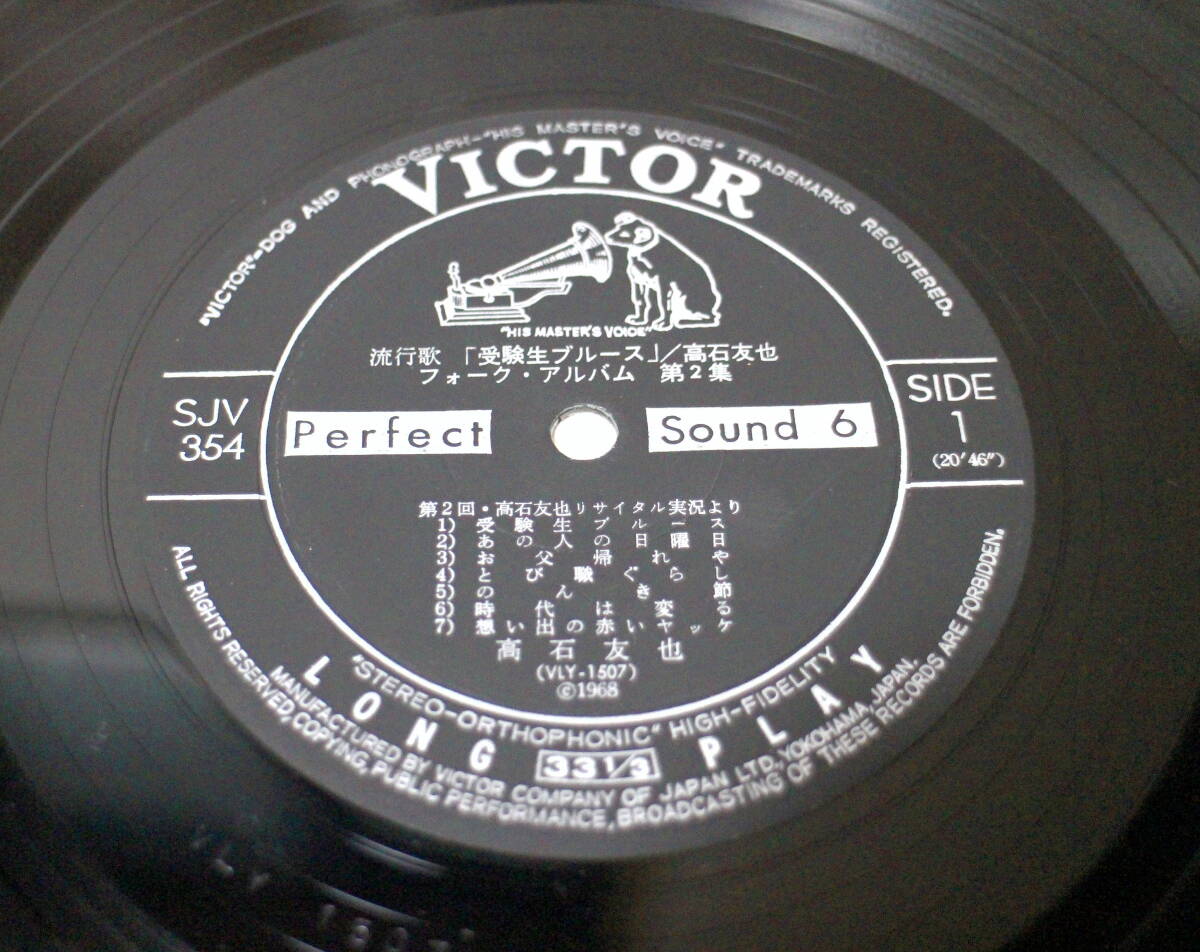 "VICTOR"-DOG AND PHONOGRAPH-"HIS MASTER'S VOICE" TRADEMARKS REGISTERED.
VICTOR
"HIS MASTER'S VOICE"
流行歌 「受験生ブルース」／高石友也
フォーク・アルバム 第2集
SJV
354
Perfect
Sound 6
SIDE
1
(20'46")
第2回・高石友也リサイタル実況より
1) 受験生ブルース
2) あの人の日曜日
3) お父帰れや
4) とび職ぐらし
5) のんき節
6) 時代は変る
7) 想い出の赤いヤッケ
高石友也
(VLY-1507)
©1968
"STEREO-ORTHOPHONIC" HIGH-FIDELITY
LONG 33 1/3 PLAY
MANUFACTURED BY VICTOR COMPANY OF JAPAN LTD., YOKOHAMA, JAPAN.
ALL RIGHTS RESERVED, COPYING, PUBLIC PERFORMANCE, BROADCASTING OF THESE RECORDS ARE FORBIDDEN.